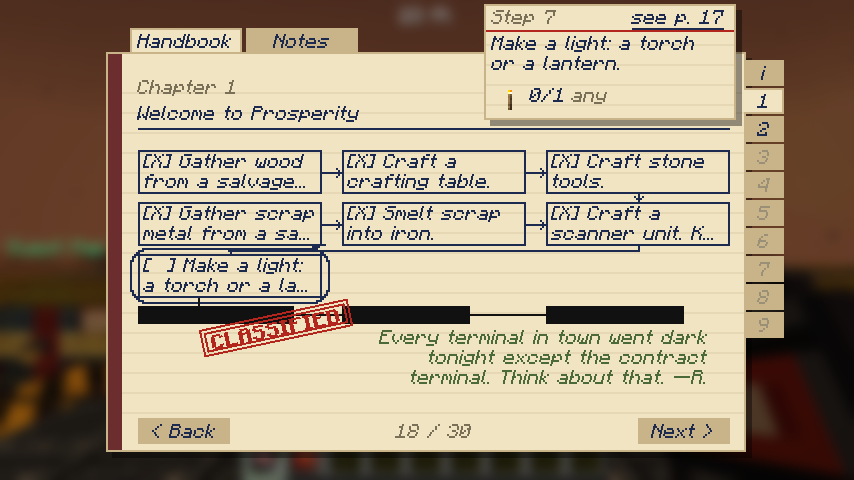 Step 7 see p. 17
Make a light: a torch
or a lantern.
0/1 any
Handbook Notes
Chapter 1
Welcome to Prosperity
i
1
2
3
4
5
6
7
8
9
[X] Gather wood
from a salvage...
[X] Craft a
crafting table.
[X] Craft stone
tools.
[X] Gather scrap
metal from a sa...
[X] Smelt scrap
into iron.
[X] Craft a
scanner unit. K...
[ ] Make a light:
a torch or a la...
CLASSIFIED
Every terminal in town went dark
tonight except the contract
terminal. Think about that. —R.
< Back
18 / 30
Next >